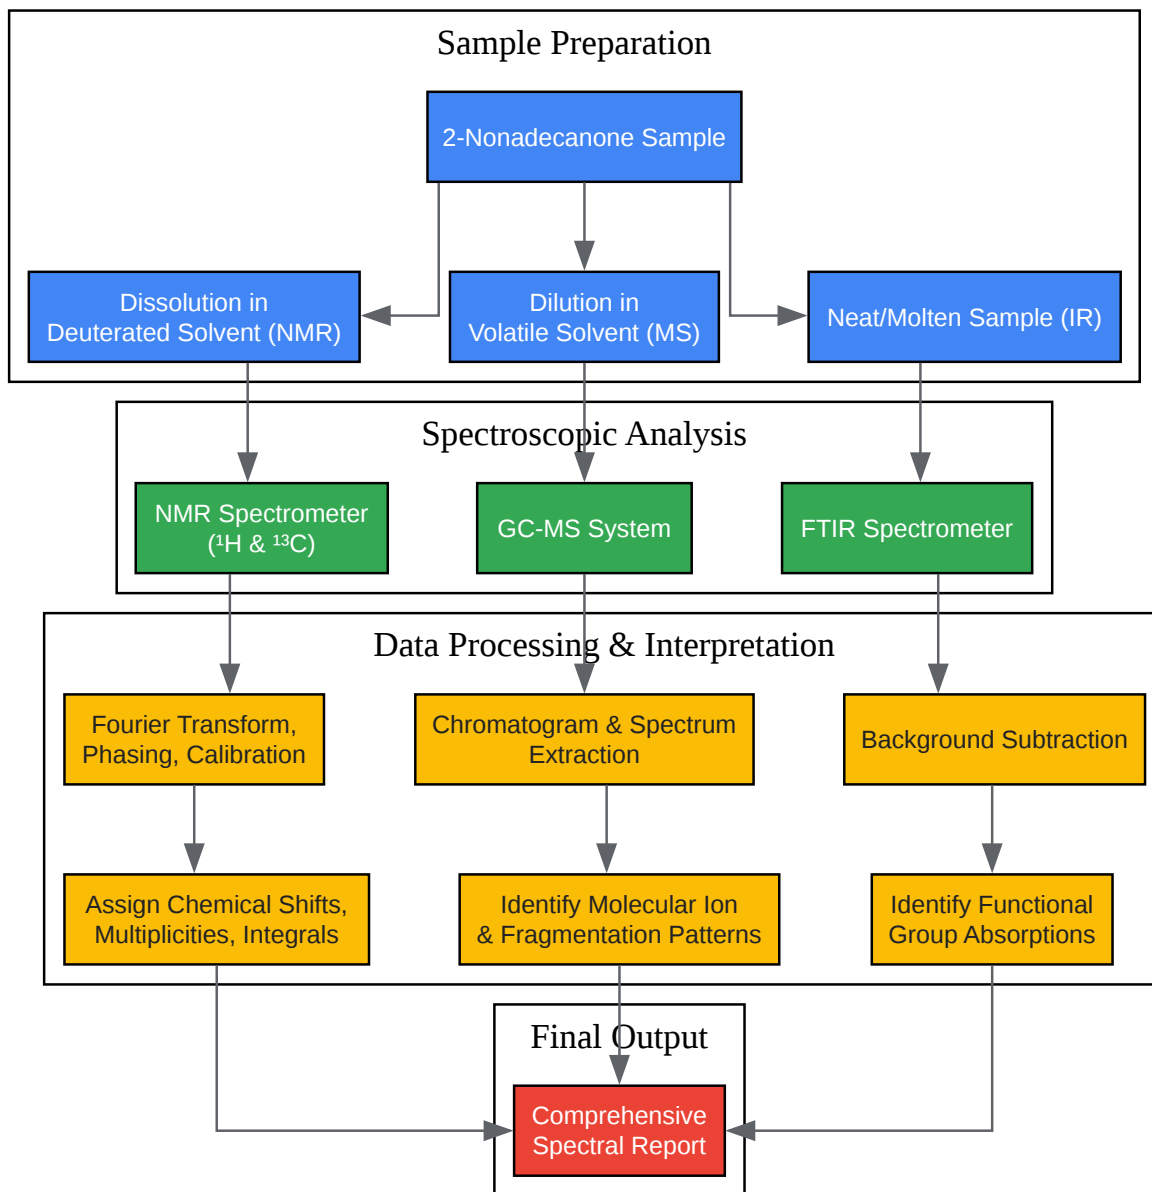 Sample Preparation
2-Nonadecanone Sample
Dissolution in
Deuterated Solvent (NMR)
Dilution in
Volatile Solvent (MS)
Neat/Molten Sample (IR)
Spectroscopic Analysis
NMR Spectrometer
(¹H & ¹³C)
GC-MS System
FTIR Spectrometer
Data Processing & Interpretation
Fourier Transform,
Phasing, Calibration
Chromatogram & Spectrum
Extraction
Background Subtraction
Assign Chemical Shifts,
Multiplicities, Integrals
Identify Molecular Ion
& Fragmentation Patterns
Identify Functional
Group Absorptions
Final Output
Comprehensive
Spectral Report